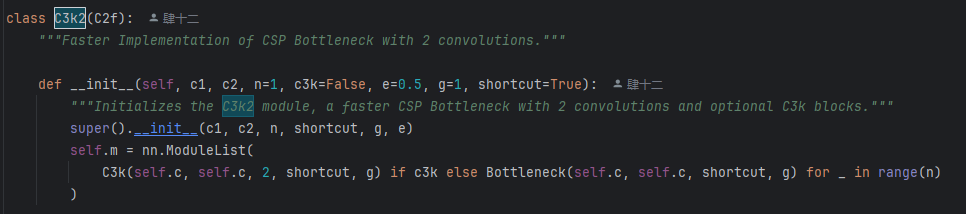 class C3k2(C2f): 肆十二
    """Faster Implementation of CSP Bottleneck with 2 convolutions."""
    def __init__(self, c1, c2, n=1, c3k=False, e=0.5, g=1, shortcut=True): 肆十二
        """Initializes the C3k2 module, a faster CSP Bottleneck with 2 convolutions and optional C3k blocks."""
        super().__init__(c1, c2, n, shortcut, g, e)
        self.m = nn.ModuleList(
            C3k(self.c, self.c, 2, shortcut, g) if c3k else Bottleneck(self.c, self.c, shortcut, g) for _ in range(n)
        )